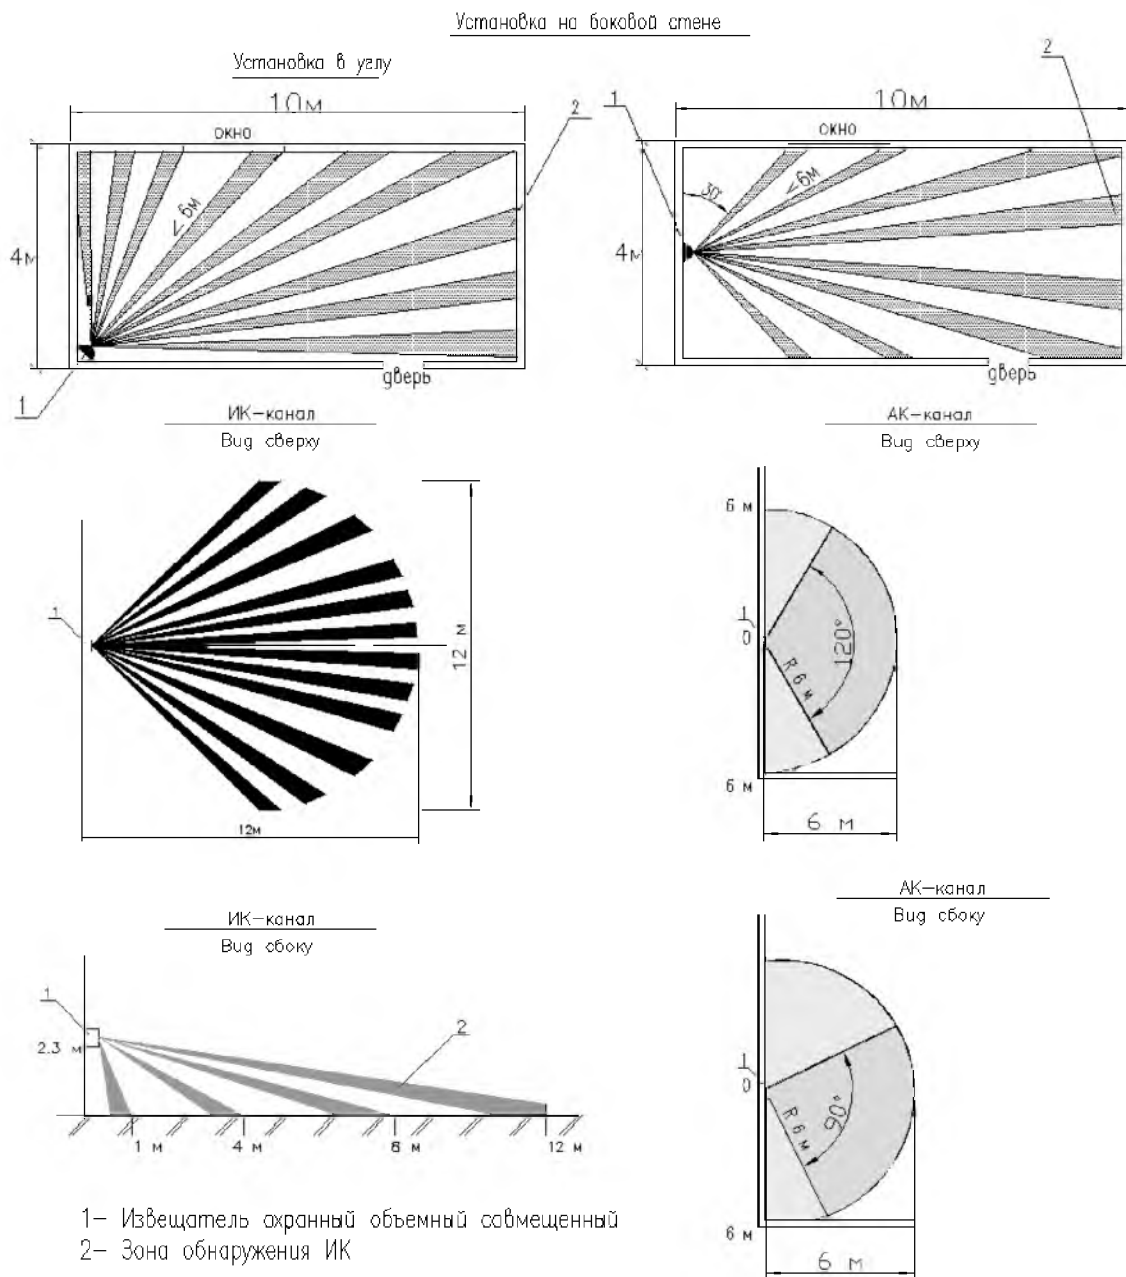 Установка на боковой стене
Установка в углу
10м
окно
2
4м
<6м
дверь
1
1
10м
2
окно
30°
<6м
4м
дверь
ИК-канал
Вид сверху
1
12 м
12м
АК-канал
Вид сверху
6 м
1
0
120°
R 6 м
6 м
6 м
ИК-канал
Вид сбоку
1
2.3 м
2
1 м
4 м
8 м
12 м
АК-канал
Вид сбоку
1
0
90°
R 6 м
6 м
6 м
1- Извещатель охранный объемный савмещенный
2- Зона обнаружения ИК